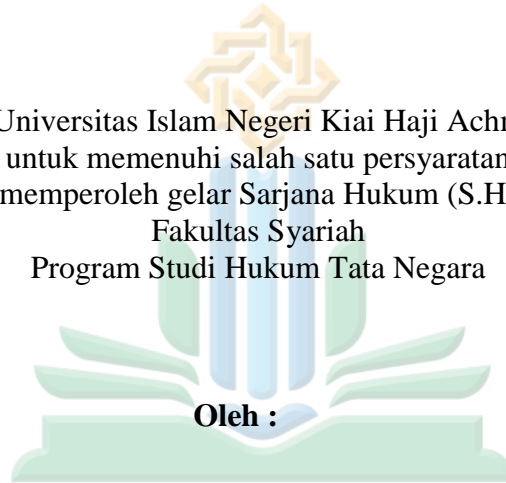 Universitas Islam Negeri Kiai Haji
untuk memenuhi salah satu persyaratan
memperoleh gelar Sarjana Hukum (S.H
Fakultas Syariah
Program Studi Hukum Tata Negara
Oleh :